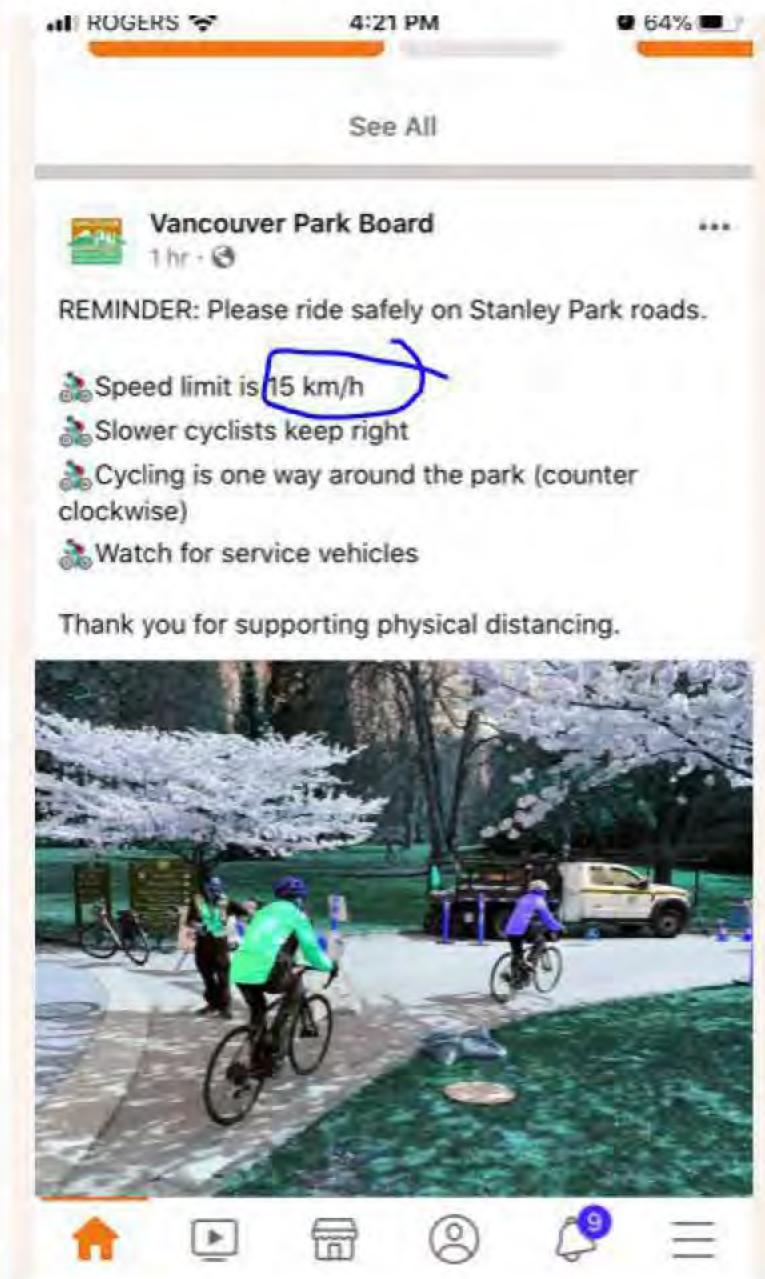 ROGERS 4:21 PM 64%
See All
Vancouver Park Board
1 hr ·
REMINDER: Please ride safely on Stanley Park roads.
🚴Speed limit is 15 km/h
🚴Slower cyclists keep right
🚴Cycling is one way around the park (counter
clockwise)
🚴Watch for service vehicles
Thank you for supporting physical distancing.
9